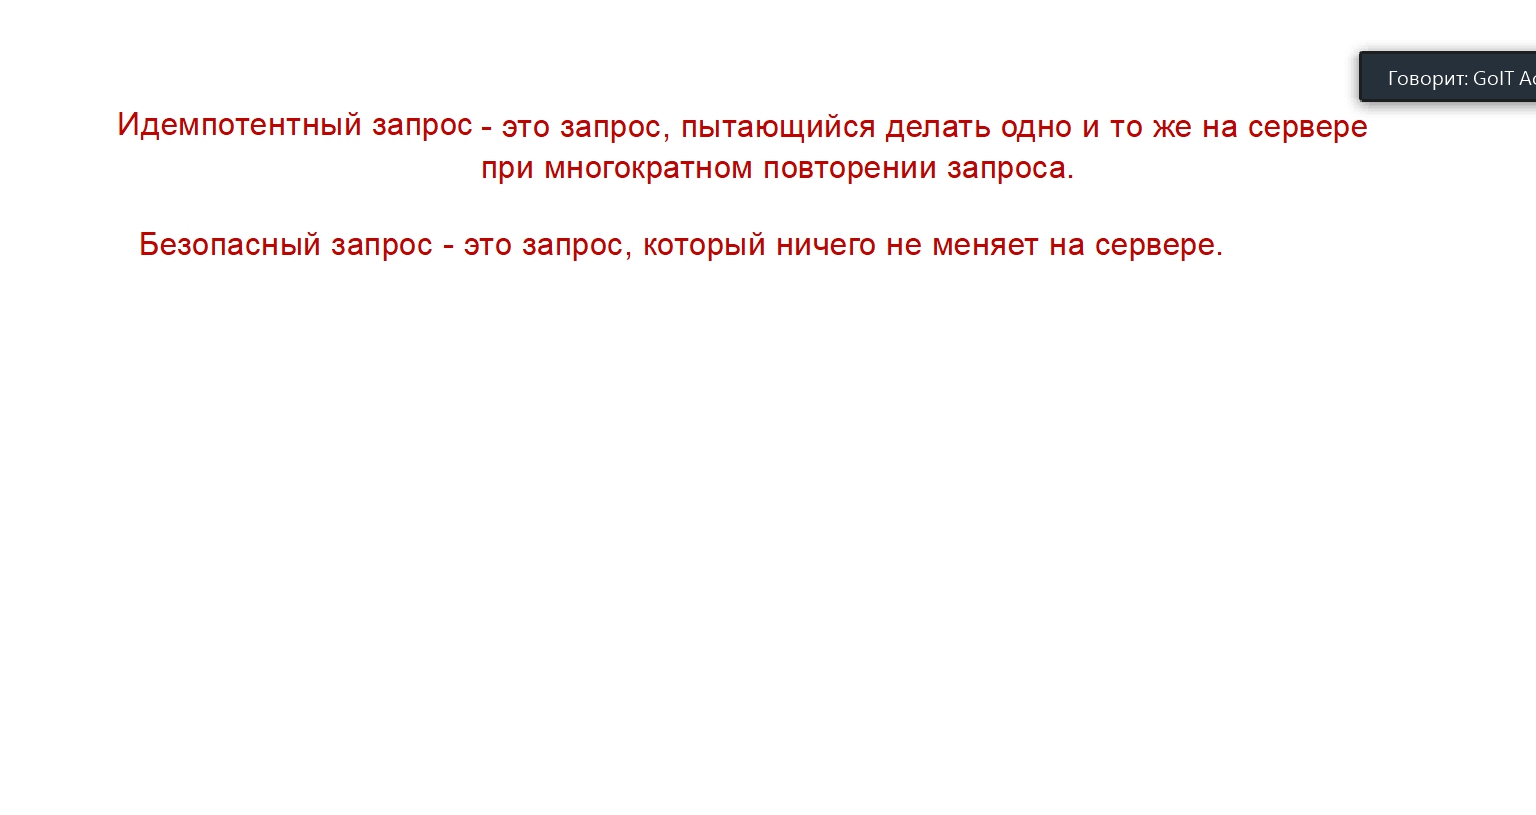 Говорит: GoIT
Идемпотентный запрос - это запрос, пытающийся делать одно и то же на сервере
при многократном повторении запроса.
Безопасный запрос - это запрос, который ничего не меняет на сервере.